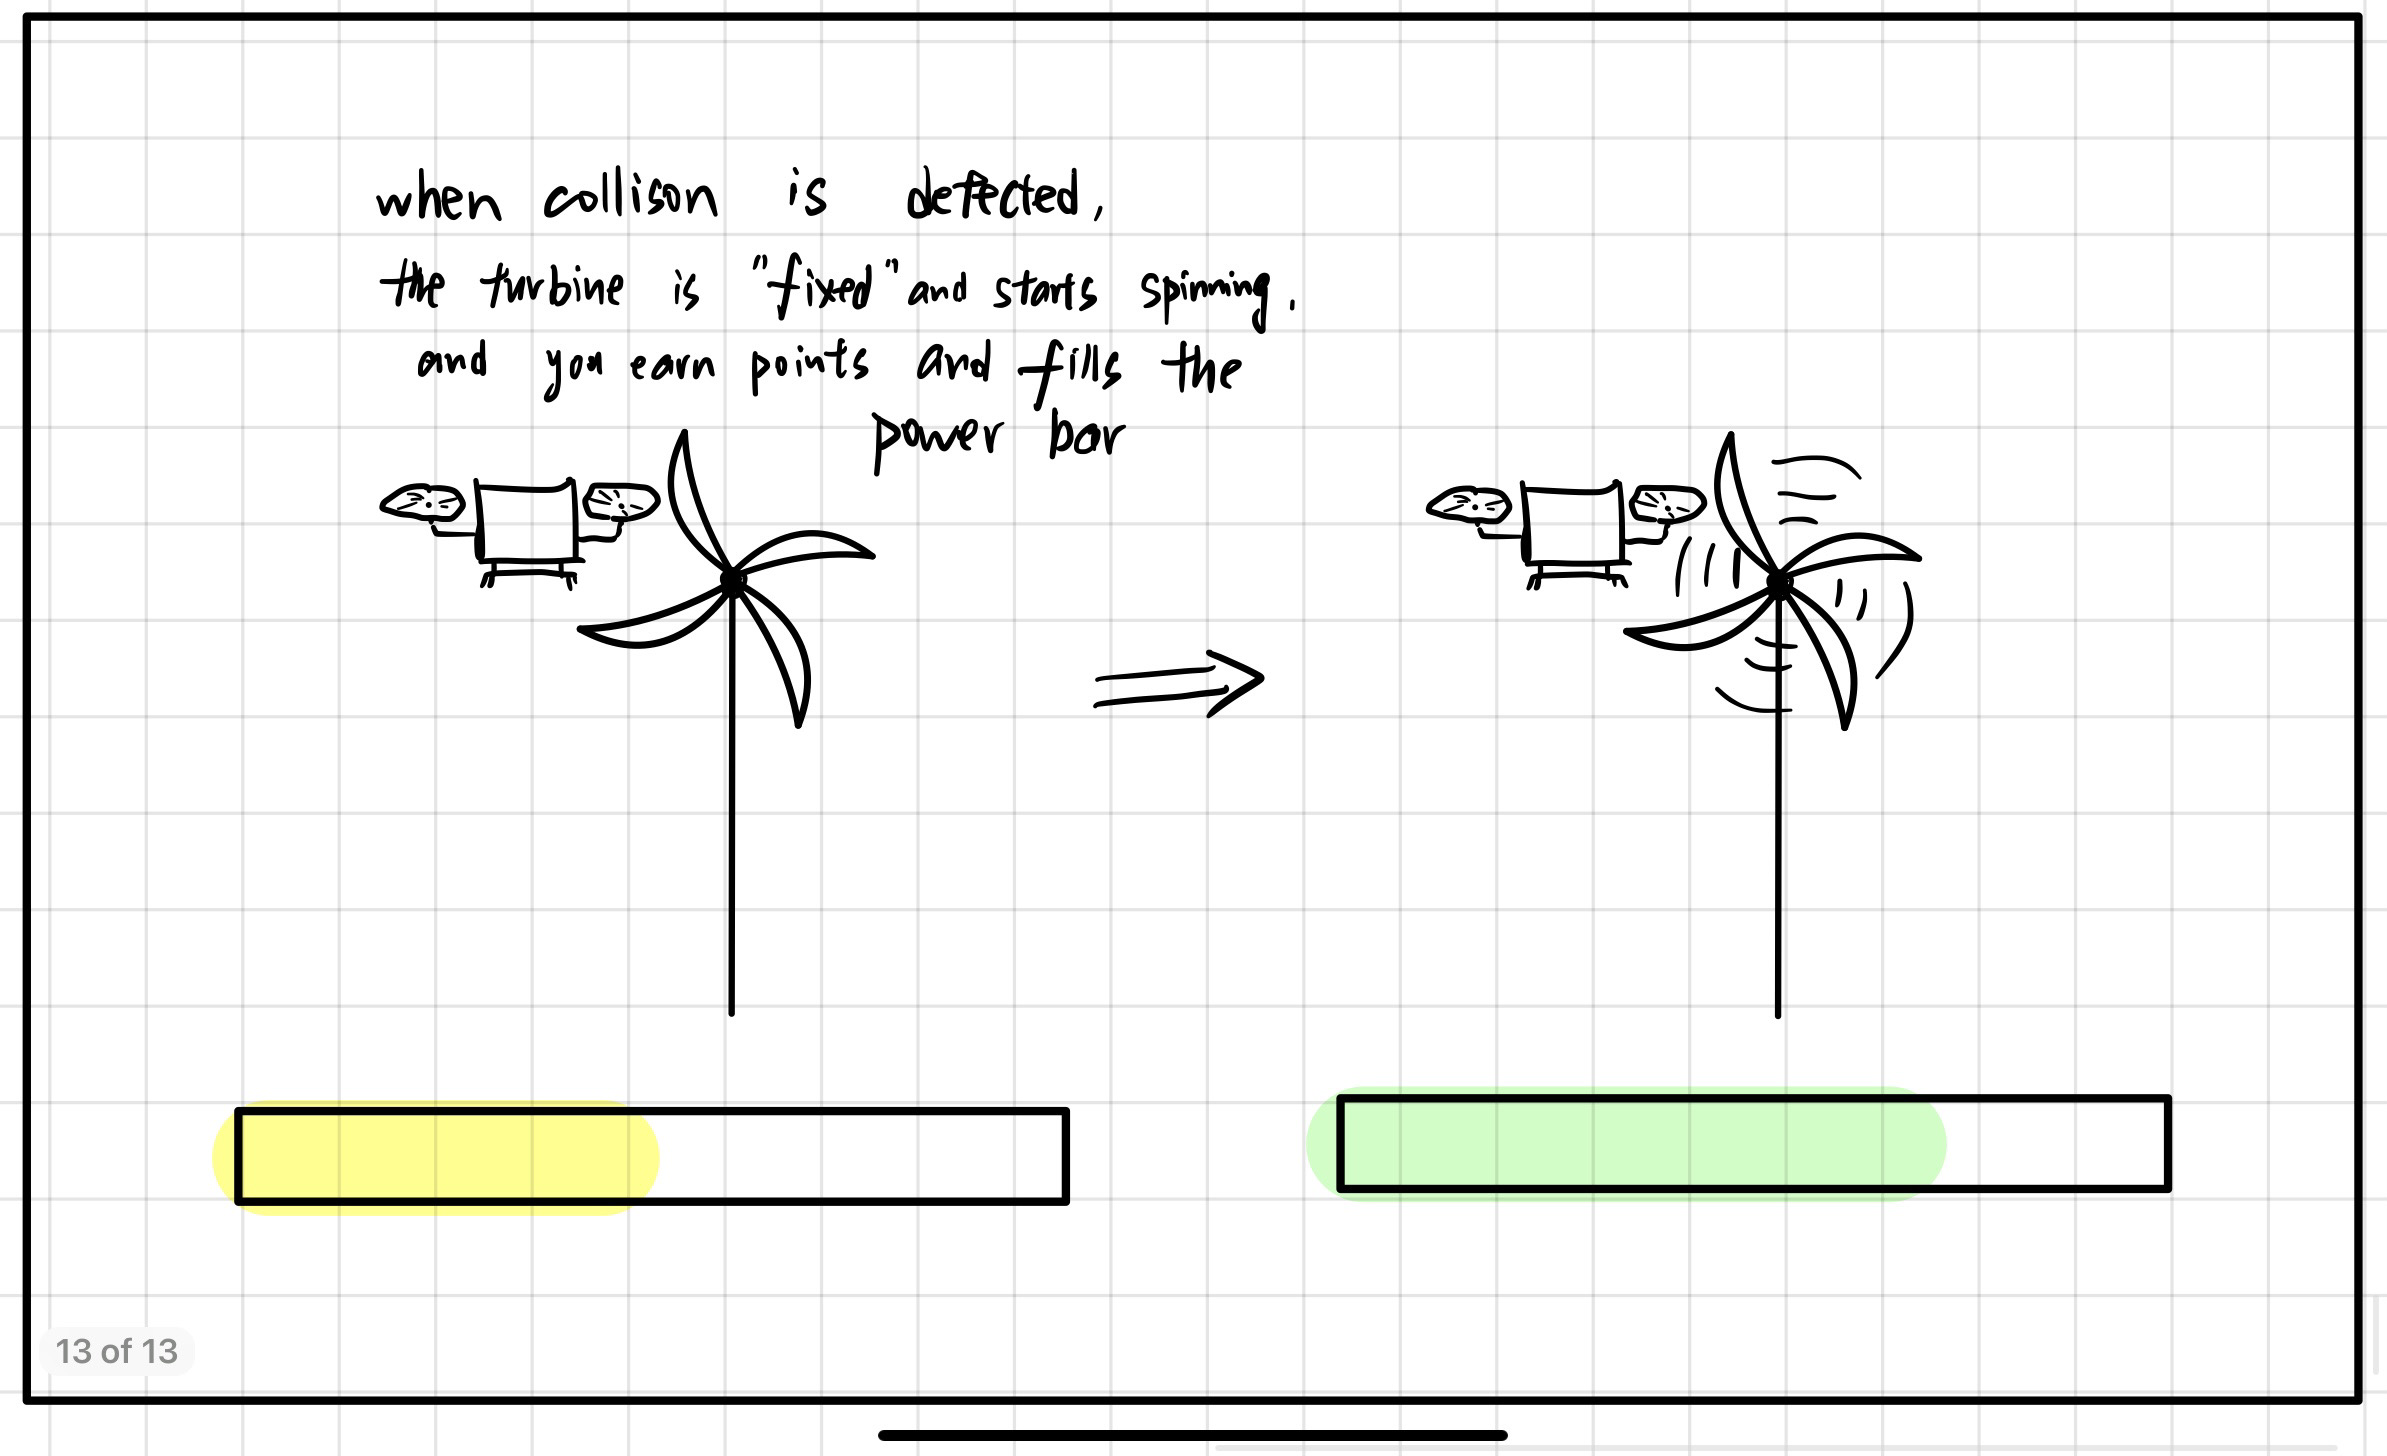 when collison is detected,
the turbine is "fixed" and starts spinning,
and you earn points and fills the
power bar
13 of 13